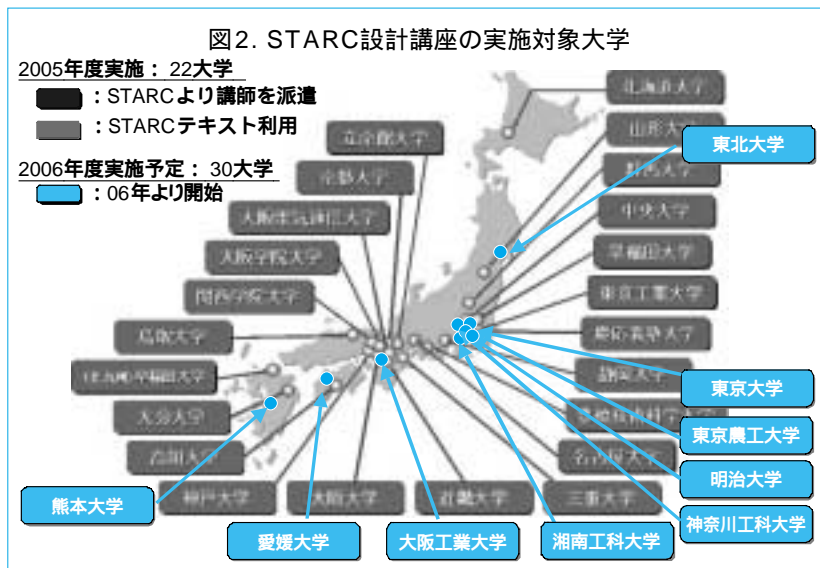 図2. STARC設計講座の実施対象大学
2005年度実施： 22大学
：STARCより講師を派遣
：STARCテキスト利用
2006年度実施予定： 30大学
：06年より開始
北海道大学
山形大学
東北大学
群馬大学
中央大学
早稲田大学
東京工業大学
慶応義塾大学
静岡大学
名古屋大学
三重大学
近畿大学
大阪大学
神戸大学
大分大学
(北九州)早稲田大学
鳥取大学
関西学院大学
大阪学院大学
大阪電気通信大学
京都大学
立命館大学
東京大学
東京農工大学
明治大学
神奈川工科大学
湘南工科大学
大阪工業大学
愛媛大学
熊本大学